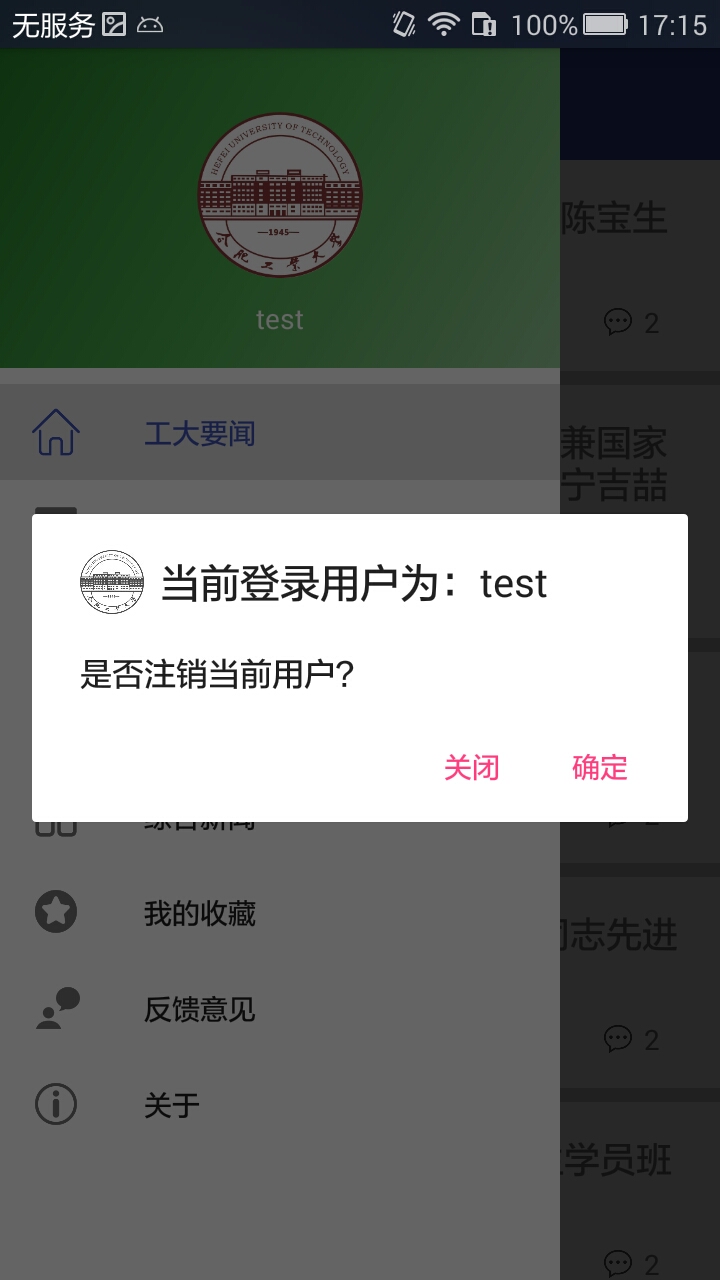 无服务 100% 17:15
HEFEI UNIVERSITY OF TECHNOLOGY
1945
合肥工业大学
test
陈宝生
2
工大要闻
兼国家
宁吉喆
当前登录用户为：test
是否注销当前用户?
关闭 确定
综合新闻
2
我的收藏
志先进
反馈意见
2
关于
学员班
2